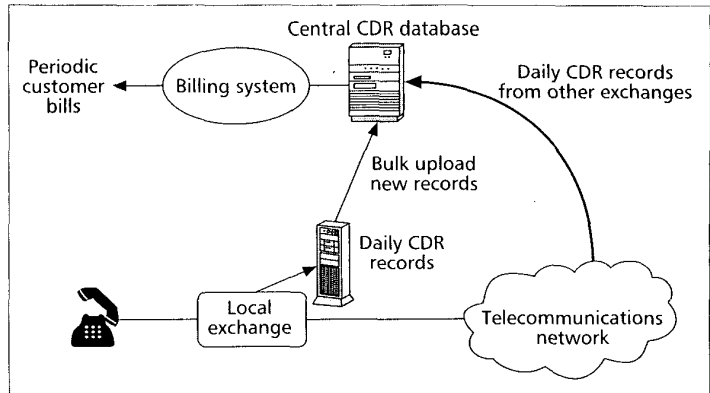 Central CDR database
Periodic
customer
bills
Billing system
Daily CDR records
from other exchanges
Bulk upload
new records
Daily CDR
records
Local
exchange
Telecommunications
network